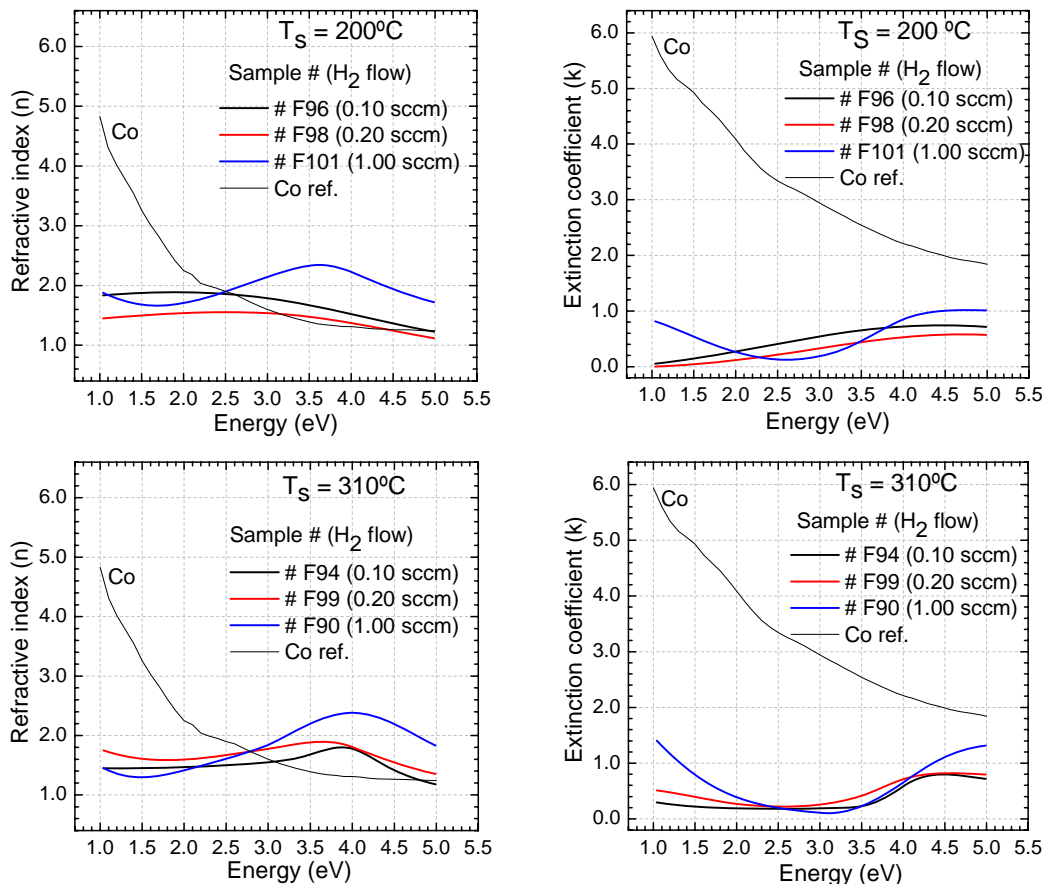 T_S = 200ºC
Sample # (H_2 flow)
# F96 (0.10 sccm)
# F98 (0.20 sccm)
# F101 (1.00 sccm)
Co ref.
Co
Refractive index (n)
6.0
5.0
4.0
3.0
2.0
1.0
1.0 1.5 2.0 2.5 3.0 3.5 4.0 4.5 5.0 5.5
Energy (eV)
T_S = 200 ºC
Sample # (H_2 flow)
# F96 (0.10 sccm)
# F98 (0.20 sccm)
# F101 (1.00 sccm)
Co ref.
Co
Extinction coefficient (k)
6.0
5.0
4.0
3.0
2.0
1.0
0.0
1.0 1.5 2.0 2.5 3.0 3.5 4.0 4.5 5.0 5.5
Energy (eV)
T_S = 310ºC
Sample # (H_2 flow)
# F94 (0.10 sccm)
# F99 (0.20 sccm)
# F90 (1.00 sccm)
Co ref.
Co
Refractive index (n)
6.0
5.0
4.0
3.0
2.0
1.0
1.0 1.5 2.0 2.5 3.0 3.5 4.0 4.5 5.0 5.5
Energy (eV)
T_S = 310ºC
Sample # (H_2 flow)
# F94 (0.10 sccm)
# F99 (0.20 sccm)
# F90 (1.00 sccm)
Co ref.
Co
Extinction coefficient (k)
6.0
5.0
4.0
3.0
2.0
1.0
0.0
1.0 1.5 2.0 2.5 3.0 3.5 4.0 4.5 5.0 5.5
Energy (eV)